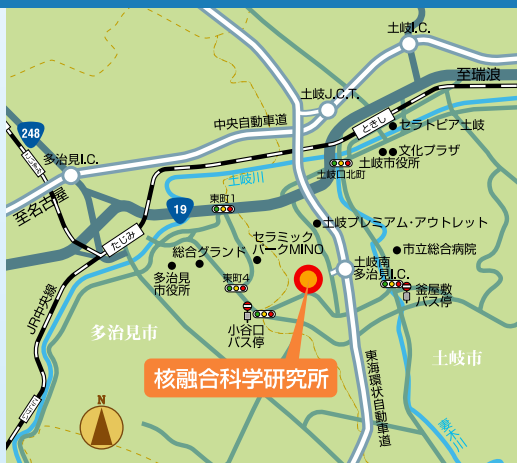 土岐I.C.
至瑞浪
土岐J.C.T.
ときし
中央自動車道
セラトピア土岐
248
文化プラザ
土岐市役所
多治見I.C.
土岐口北町
土岐川
至名古屋
19
東町1
土岐プレミアム・アウトレット
たじみ
セラミック
パークMINO
総合グランド
市立総合病院
土岐南
多治見I.C.
多治見
市役所
東町4
釜屋敷
バス停
JR中央線
小谷口
バス停
多治見市
土岐市
核融合科学研究所
東海環状自動車道
妻木川
N